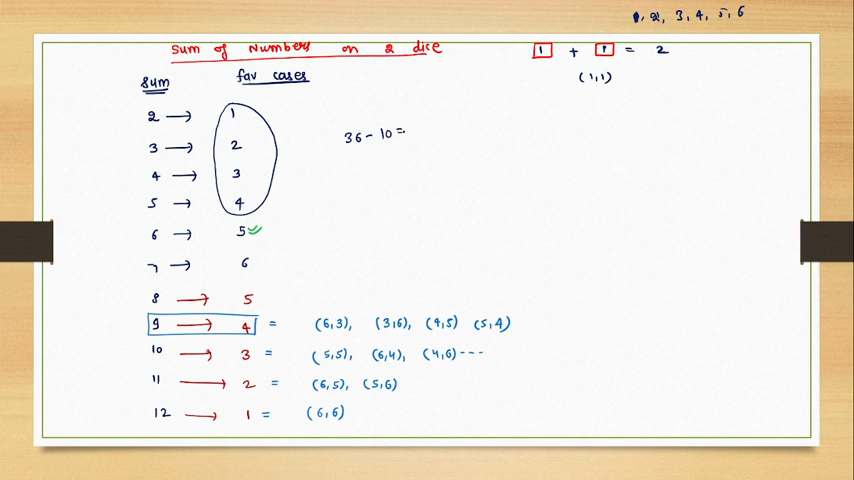 1, 2, 3, 4, 5, 6
Sum of Numbers on 2 dice
1 + 1 = 2
(1,1)
Sum fav cases
2 → 1
3 → 2
36 - 10 =
4 → 3
5 → 4
6 → 5
7 → 6
8 → 5
9 → 4 = (6,3), (3,6), (4,5) (5,4)
10 → 3 = (5,5), (6,4), (4,6) ---
11 → 2 = (6,5), (5,6)
12 → 1 = (6,6)